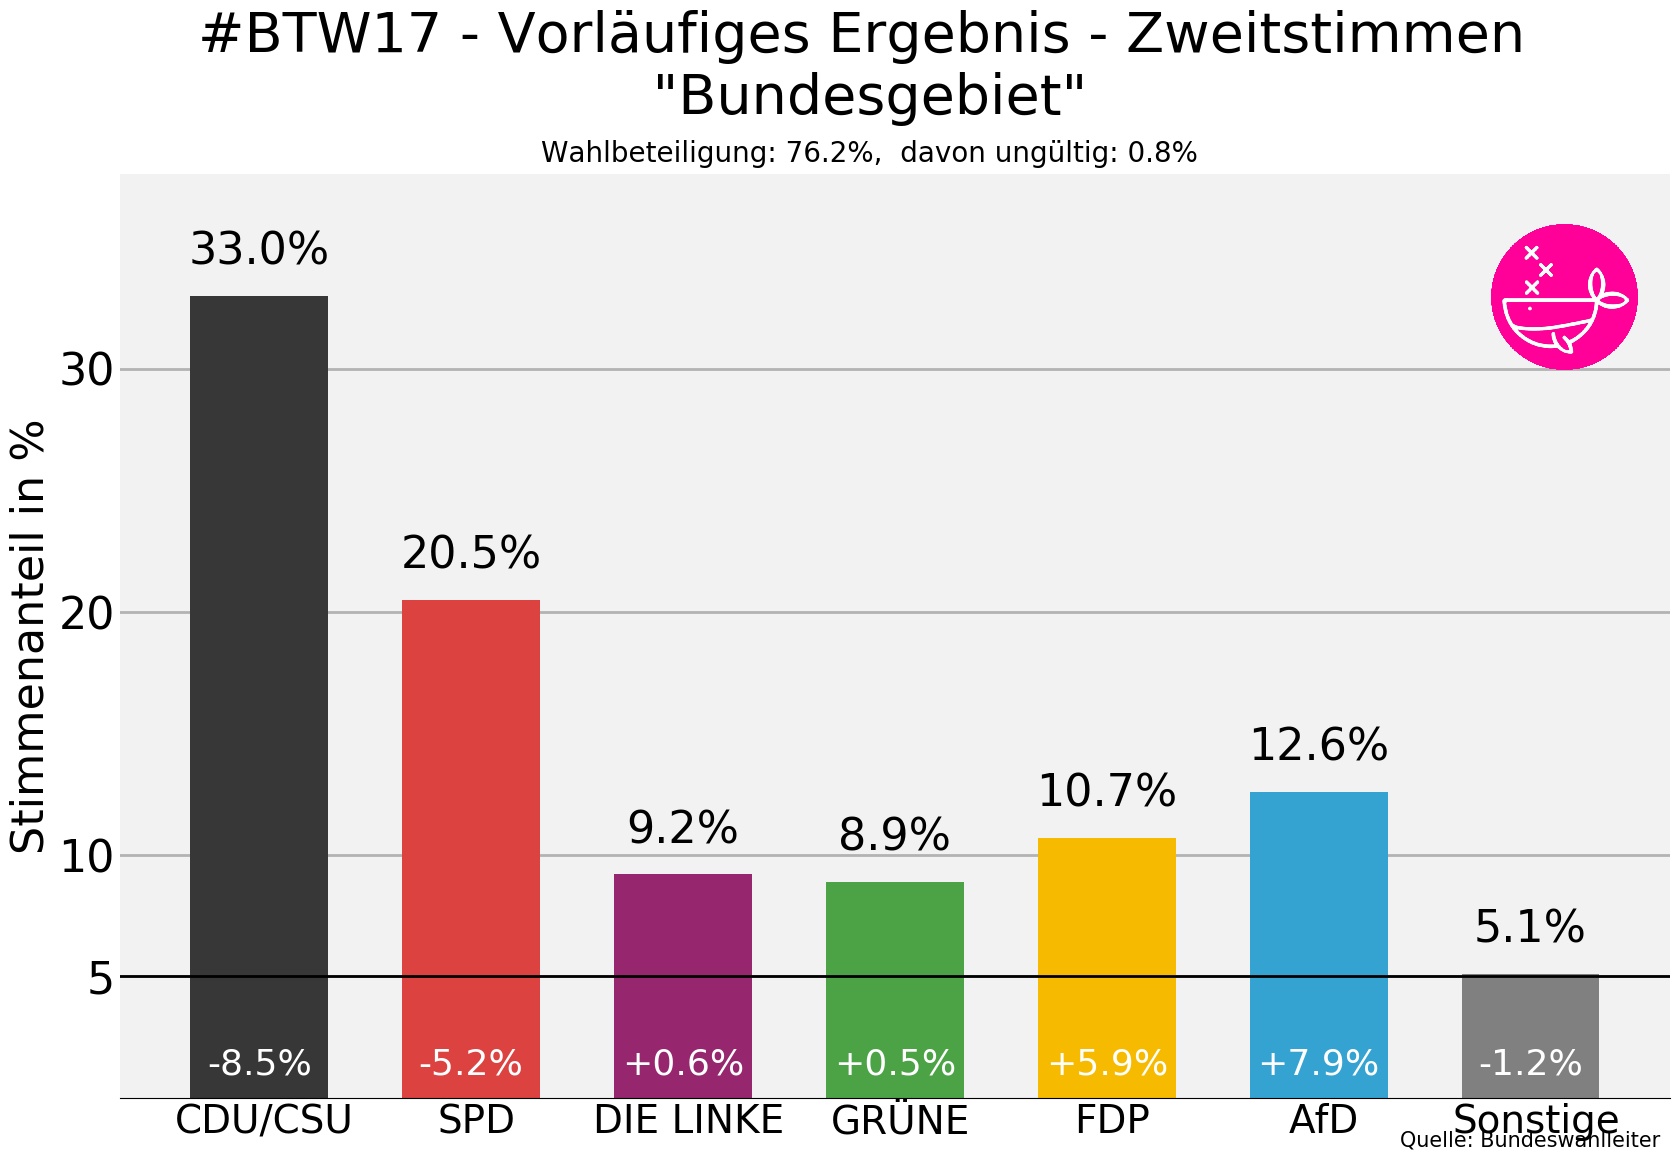 #BTW17 - Vorläufiges Ergebnis - Zweitstimmen
"Bundesgebiet"
Wahlbeteiligung: 76.2%,  davon ungültig: 0.8%
Stimmenanteil in %
30
20
10
5
33.0%
20.5%
9.2%
8.9%
10.7%
12.6%
5.1%
-8.5%
-5.2%
+0.6%
+0.5%
+5.9%
+7.9%
-1.2%
CDU/CSU
SPD
DIE LINKE
GRÜNE
FDP
AfD
Sonstige
Quelle: Bundeswahlleiter